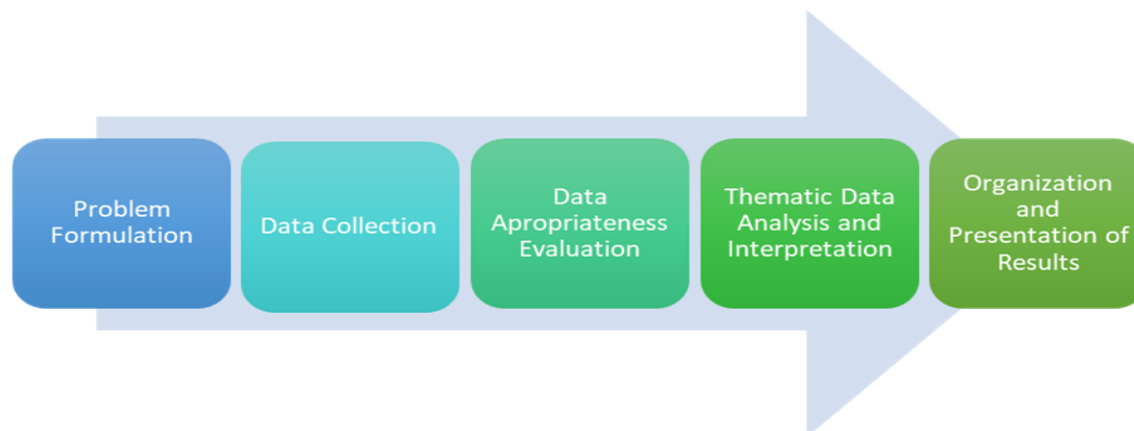 Problem
Formulation
Data Collection
Data
Apropriateness
Evaluation
Thematic Data
Analysis and
Interpretation
Organization
and
Presentation of
Results